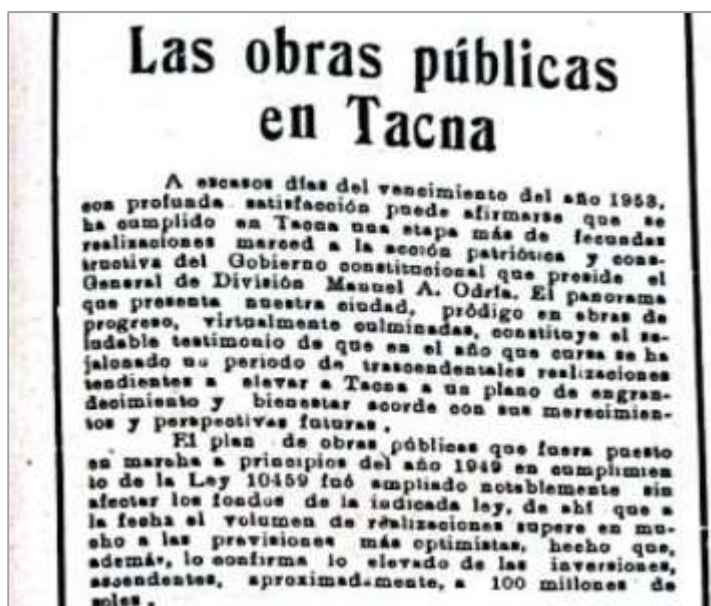 Las obras públicas
en Tacna
A escasos días del vencimiento del año 1953,
con profunda satisfacción puede afirmarse que se
ha cumplido en Tacna una etapa más de fecundas
realizaciones merced a la acción patriótica y cons-
tructiva del Gobierno constitucional que preside el
General de División Manuel A. Odría. El panorama
que presenta nuestra ciudad, pródigo en obras de
progreso, virtualmente culminadas, constituye el sa-
ludable testimonio de que en el año que cursa se ha
jalonado un periodo de trascendentales realizaciones
tendientes a elevar a Tacna a un plano de engran-
decimiento y bienestar acorde con sus merecimien-
tos y perspectivas futuras.
El plan de obras públicas que fuera puesto
en marcha a principios del año 1949 en cumplimien
to de la Ley 10459 fué ampliado notablemente sin
afectar los fondos de la indicada ley, de ahí que a
la fecha el volumen de realizaciones supere en mu-
cho a las previsiones más optimistas, hecho que,
además, lo confirma lo elevado de las inversiones,
ascendentes, aproximadamente, a 100 millones de
soles.